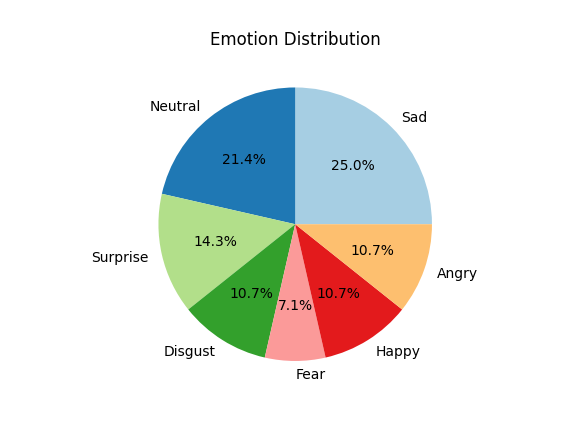 Emotion Distribution
Neutral
Sad
21.4%
25.0%
Surprise
14.3%
10.7%
Angry
10.7%
7.1%
10.7%
Disgust
Fear
Happy